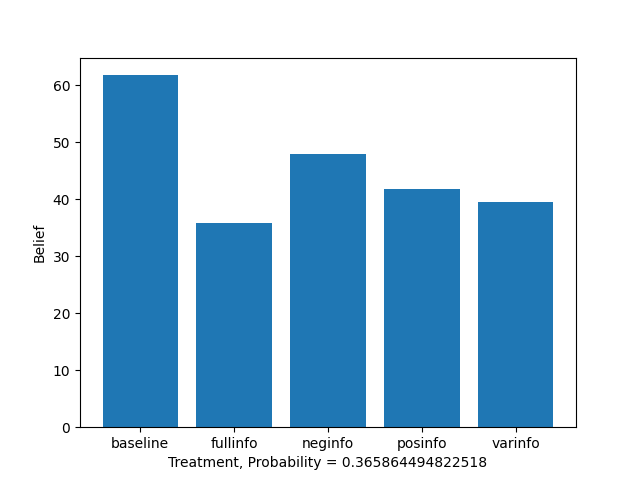 60
50
40
30
20
10
0
Belief
baseline fullinfo neginfo posinfo varinfo
Treatment, Probability = 0.365864494822518